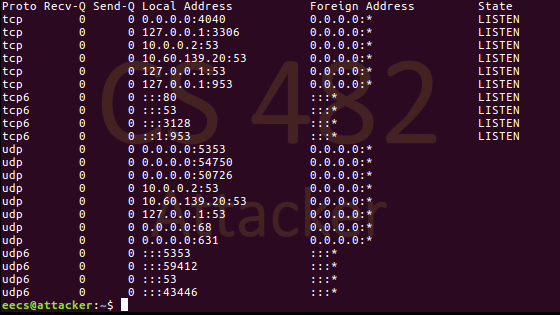 Proto Recv-Q Send-Q Local Address Foreign Address State
tcp 0 0 0.0.0.0:4040 0.0.0.0:* LISTEN
tcp 0 0 127.0.0.1:3306 0.0.0.0:* LISTEN
tcp 0 0 10.0.0.2:53 0.0.0.0:* LISTEN
tcp 0 0 10.60.139.20:53 0.0.0.0:* LISTEN
tcp 0 0 127.0.0.1:53 0.0.0.0:* LISTEN
tcp 0 0 127.0.0.1:953 0.0.0.0:* LISTEN
tcp6 0 0 :::80 :::* LISTEN
tcp6 0 0 :::53 :::* LISTEN
tcp6 0 0 :::3128 :::* LISTEN
tcp6 0 0 ::1:953 :::* LISTEN
udp 0 0 0.0.0.0:5353 0.0.0.0:*
udp 0 0 0.0.0.0:54750 0.0.0.0:*
udp 0 0 0.0.0.0:50726 0.0.0.0:*
udp 0 0 10.0.0.2:53 0.0.0.0:*
udp 0 0 10.60.139.20:53 0.0.0.0:*
udp 0 0 127.0.0.1:53 0.0.0.0:*
udp 0 0 0.0.0.0:68 0.0.0.0:*
udp 0 0 0.0.0.0:631 0.0.0.0:*
udp6 0 0 :::5353 :::*
udp6 0 0 :::59412 :::*
udp6 0 0 :::53 :::*
udp6 0 0 :::43446 :::*
eecs@attacker:~$
CS 482
Attacker